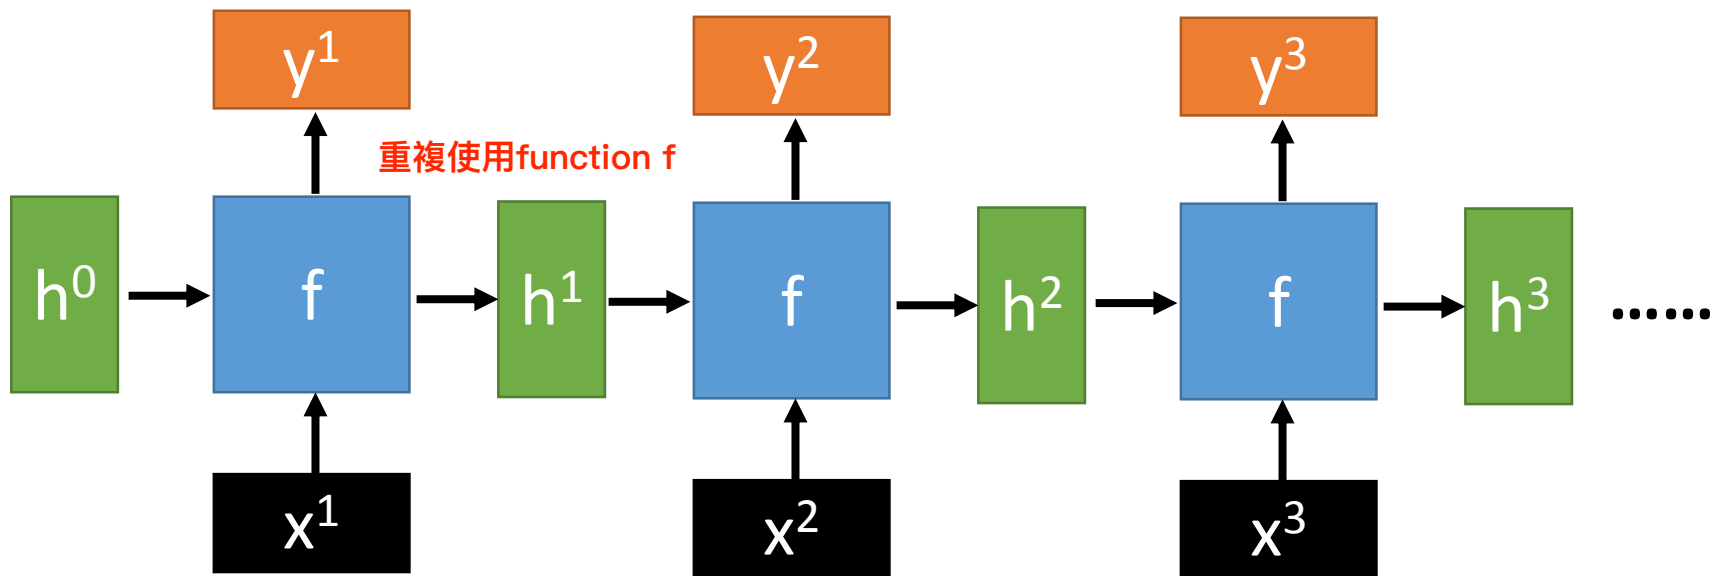 y¹ y² y³
重複使用function f
h⁰ f h¹ f h² f h³ ······
x¹ x² x³